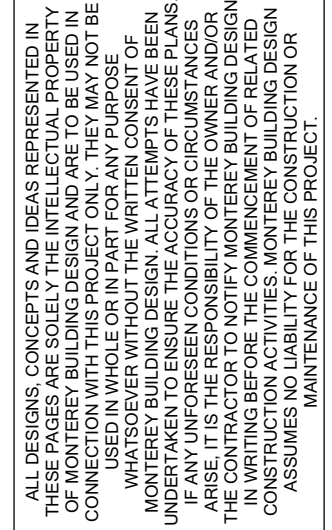 ALL DESIGNS, CONCEPTS AND IDEAS REPRESENTED IN
THESE PAGES ARE SOLELY THE INTELLECTUAL PROPERTY
OF MONTEREY BUILDING DESIGN AND ARE TO BE USED IN
CONNECTION WITH THIS PROJECT ONLY. THEY MAY NOT BE
USED IN WHOLE OR IN PART FOR ANY PURPOSE
WHATSOEVER WITHOUT THE WRITTEN CONSENT OF
MONTEREY BUILDING DESIGN. ALL ATTEMPTS HAVE BEEN
UNDERTAKEN TO ENSURE THE ACCURACY OF THESE PLANS.
IF ANY UNFORESEEN CONDITIONS OR CIRCUMSTANCES
ARISE, IT IS THE RESPONSIBILITY OF THE OWNER AND/OR
THE CONTRACTOR TO NOTIFY MONTEREY BUILDING DESIGN
IN WRITING BEFORE THE COMMENCEMENT OF RELATED
CONSTRUCTION ACTIVITIES. MONTEREY BUILDING DESIGN
ASSUMES NO LIABILITY FOR THE CONSTRUCTION OR
MAINTENANCE OF THIS PROJECT.